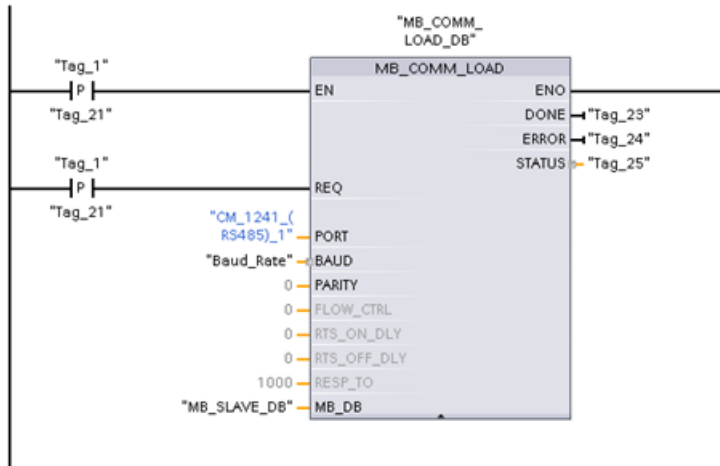 "MB_COMM_
LOAD_DB"
MB_COMM_LOAD
"Tag_1"
P
"Tag_21"
EN
ENO
DONE
"Tag_23"
ERROR
"Tag_24"
STATUS
"Tag_25"
"Tag_1"
P
"Tag_21"
REQ
"CM_1241_(
RS485)_1"
PORT
"Baud_Rate"
BAUD
0
PARITY
0
FLOW_CTRL
0
RTS_ON_DLY
0
RTS_OFF_DLY
1000
RESP_TO
"MB_SLAVE_DB"
MB_DB